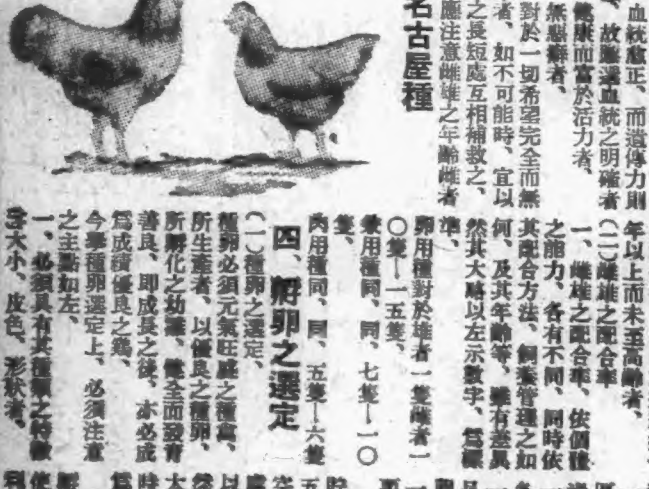 血統愈正、而遺傳力則
、故應選血統之明確者
健康而富於活力者、
無惡癖者、
對於一切希望完全而無
者、如不可能時、宜以
之長短處互相補救之、
應注意雌雄之年齡雌者
名古屋種
年以上而未至高齡者、
(二)雌雄之配合率
一、雌雄之配合率、依個體
之能力、各有不同、同時依
其配合方法、飼養管理之如
何、及其年齡等、雖有差異
然其大略以左示數字、爲標
準、
卵用種對於雄者一隻雌者一
〇隻—一五隻、
兼用種同、同、七隻—一〇
隻、
肉用種同、同、五隻—六隻
四、孵卵之選定
(一)種卵之選定、
種卵必須元氣旺盛之種禽、
所生產者、以優良之種卵、
所孵化之幼雛、健全而發育
善良、即成長之後、亦必成
爲成績優良之鷄、
今舉種卵選定上、必須注意
之主點如左、
一、必須具有其種類之特徵
大小、皮色、形狀者、